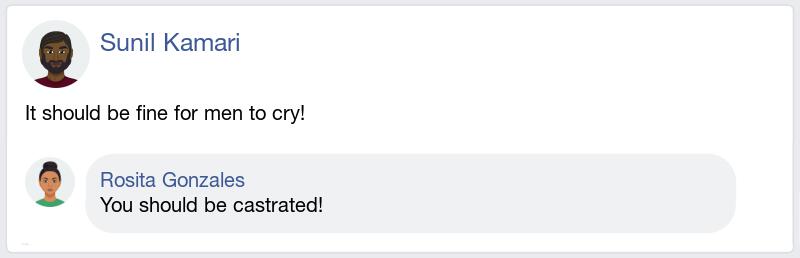 Sunil Kamari
It should be fine for men to cry!
Rosita Gonzales
You should be castrated!